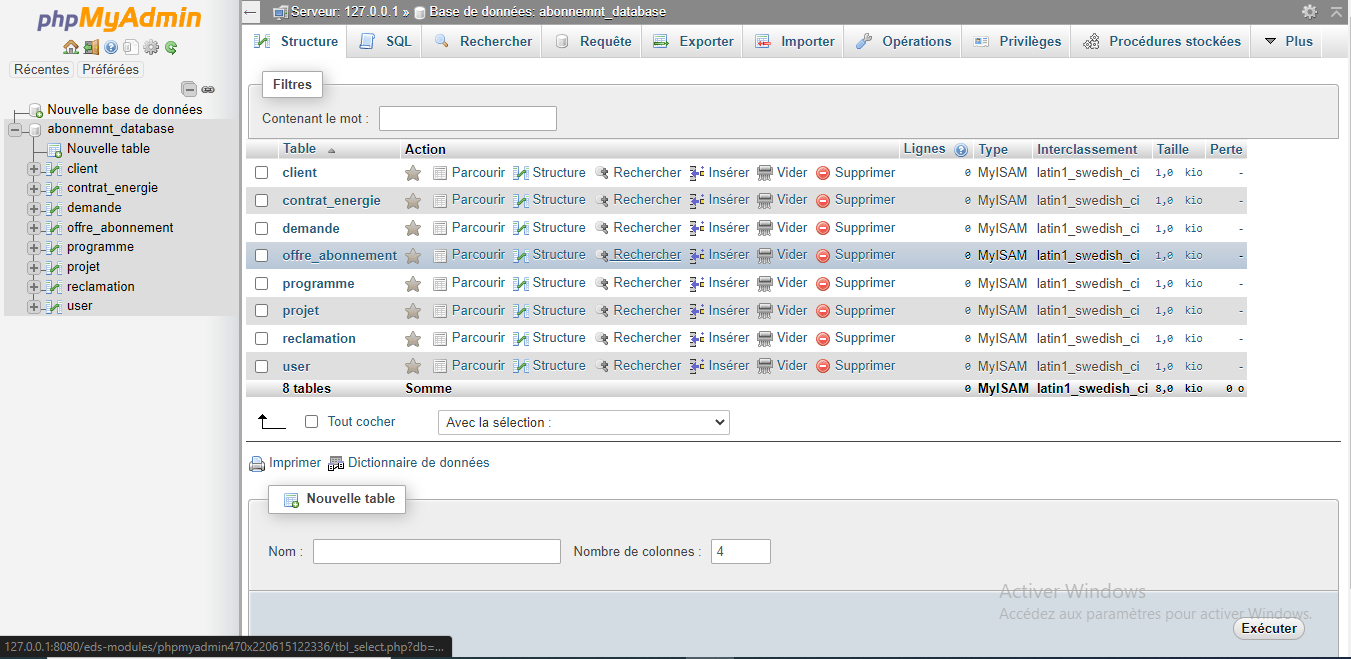 phpMyAdmin
Récentes Préférées
Nouvelle base de données
abonnemnt_database
Nouvelle table
client
contrat_energie
demande
offre_abonnement
programme
projet
reclamation
user
← Serveur: 127.0.0.1 » Base de données: abonnemnt_database
Structure SQL Rechercher Requête Exporter Importer Opérations Privilèges Procédures stockées Plus
Filtres
Contenant le mot :
Table Action Lignes Type Interclassement Taille Perte
client Parcourir Structure Rechercher Insérer Vider Supprimer 0 MyISAM latin1_swedish_ci 1,0 kio -
contrat_energie Parcourir Structure Rechercher Insérer Vider Supprimer 0 MyISAM latin1_swedish_ci 1,0 kio -
demande Parcourir Structure Rechercher Insérer Vider Supprimer 0 MyISAM latin1_swedish_ci 1,0 kio -
offre_abonnement Parcourir Structure Rechercher Insérer Vider Supprimer 0 MyISAM latin1_swedish_ci 1,0 kio -
programme Parcourir Structure Rechercher Insérer Vider Supprimer 0 MyISAM latin1_swedish_ci 1,0 kio -
projet Parcourir Structure Rechercher Insérer Vider Supprimer 0 MyISAM latin1_swedish_ci 1,0 kio -
reclamation Parcourir Structure Rechercher Insérer Vider Supprimer 0 MyISAM latin1_swedish_ci 1,0 kio -
user Parcourir Structure Rechercher Insérer Vider Supprimer 0 MyISAM latin1_swedish_ci 1,0 kio -
8 tables Somme 0 MyISAM latin1_swedish_ci 8,0 kio 0 o
Tout cocher Avec la sélection :
Imprimer Dictionnaire de données
Nouvelle table
Nom : Nombre de colonnes : 4
Activer Windows
Accédez aux paramètres pour activer Windows.
Exécuter
127.0.0.1:8080/eds-modules/phpmyadmin470x220615122336/tbl_select.php?db=...